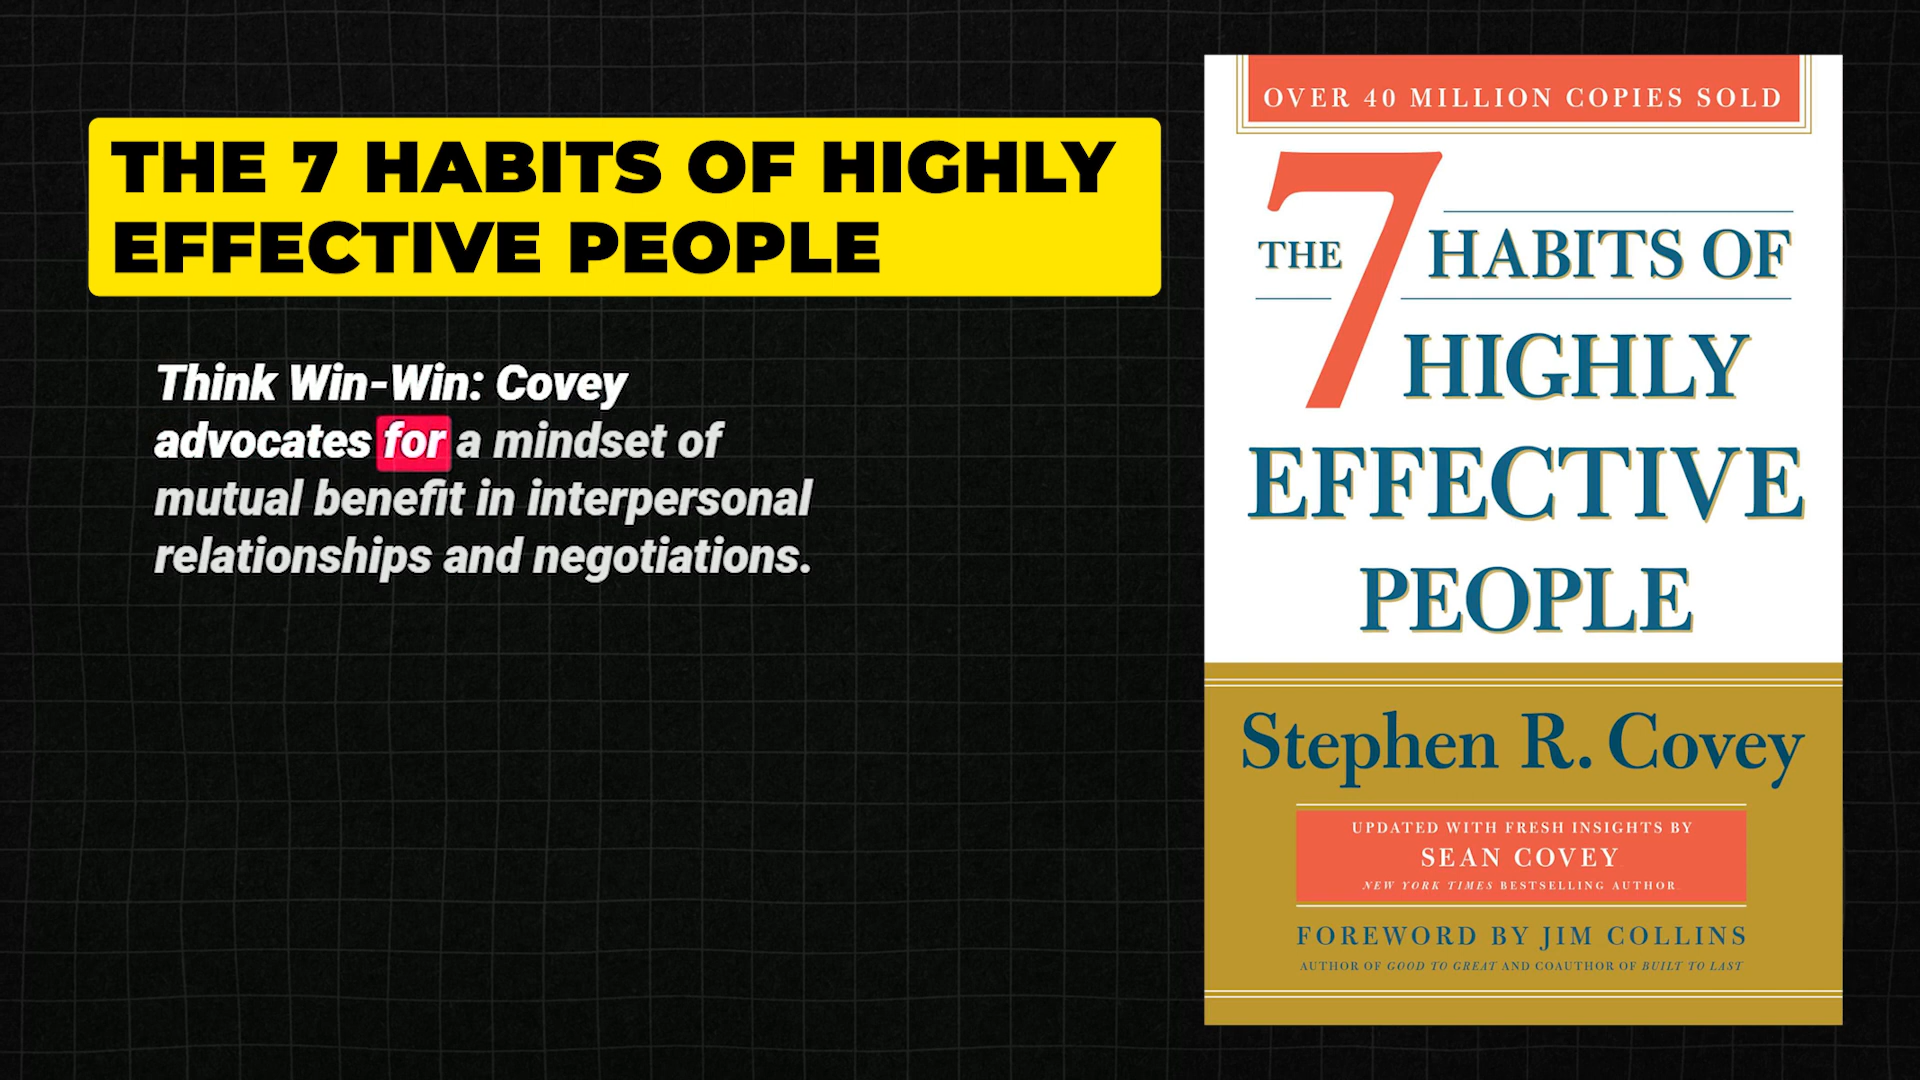 THE 7 HABITS OF HIGHLY
EFFECTIVE PEOPLE
Think Win-Win: Covey
advocates for a mindset of
mutual benefit in interpersonal
relationships and negotiations.
OVER 40 MILLION COPIES SOLD
THE 7 HABITS OF
HIGHLY
EFFECTIVE
PEOPLE
Stephen R. Covey
UPDATED WITH FRESH INSIGHTS BY
SEAN COVEY
NEW YORK TIMES BESTSELLING AUTHOR
FOREWORD BY JIM COLLINS
AUTHOR OF GOOD TO GREAT AND COAUTHOR OF BUILT TO LAST